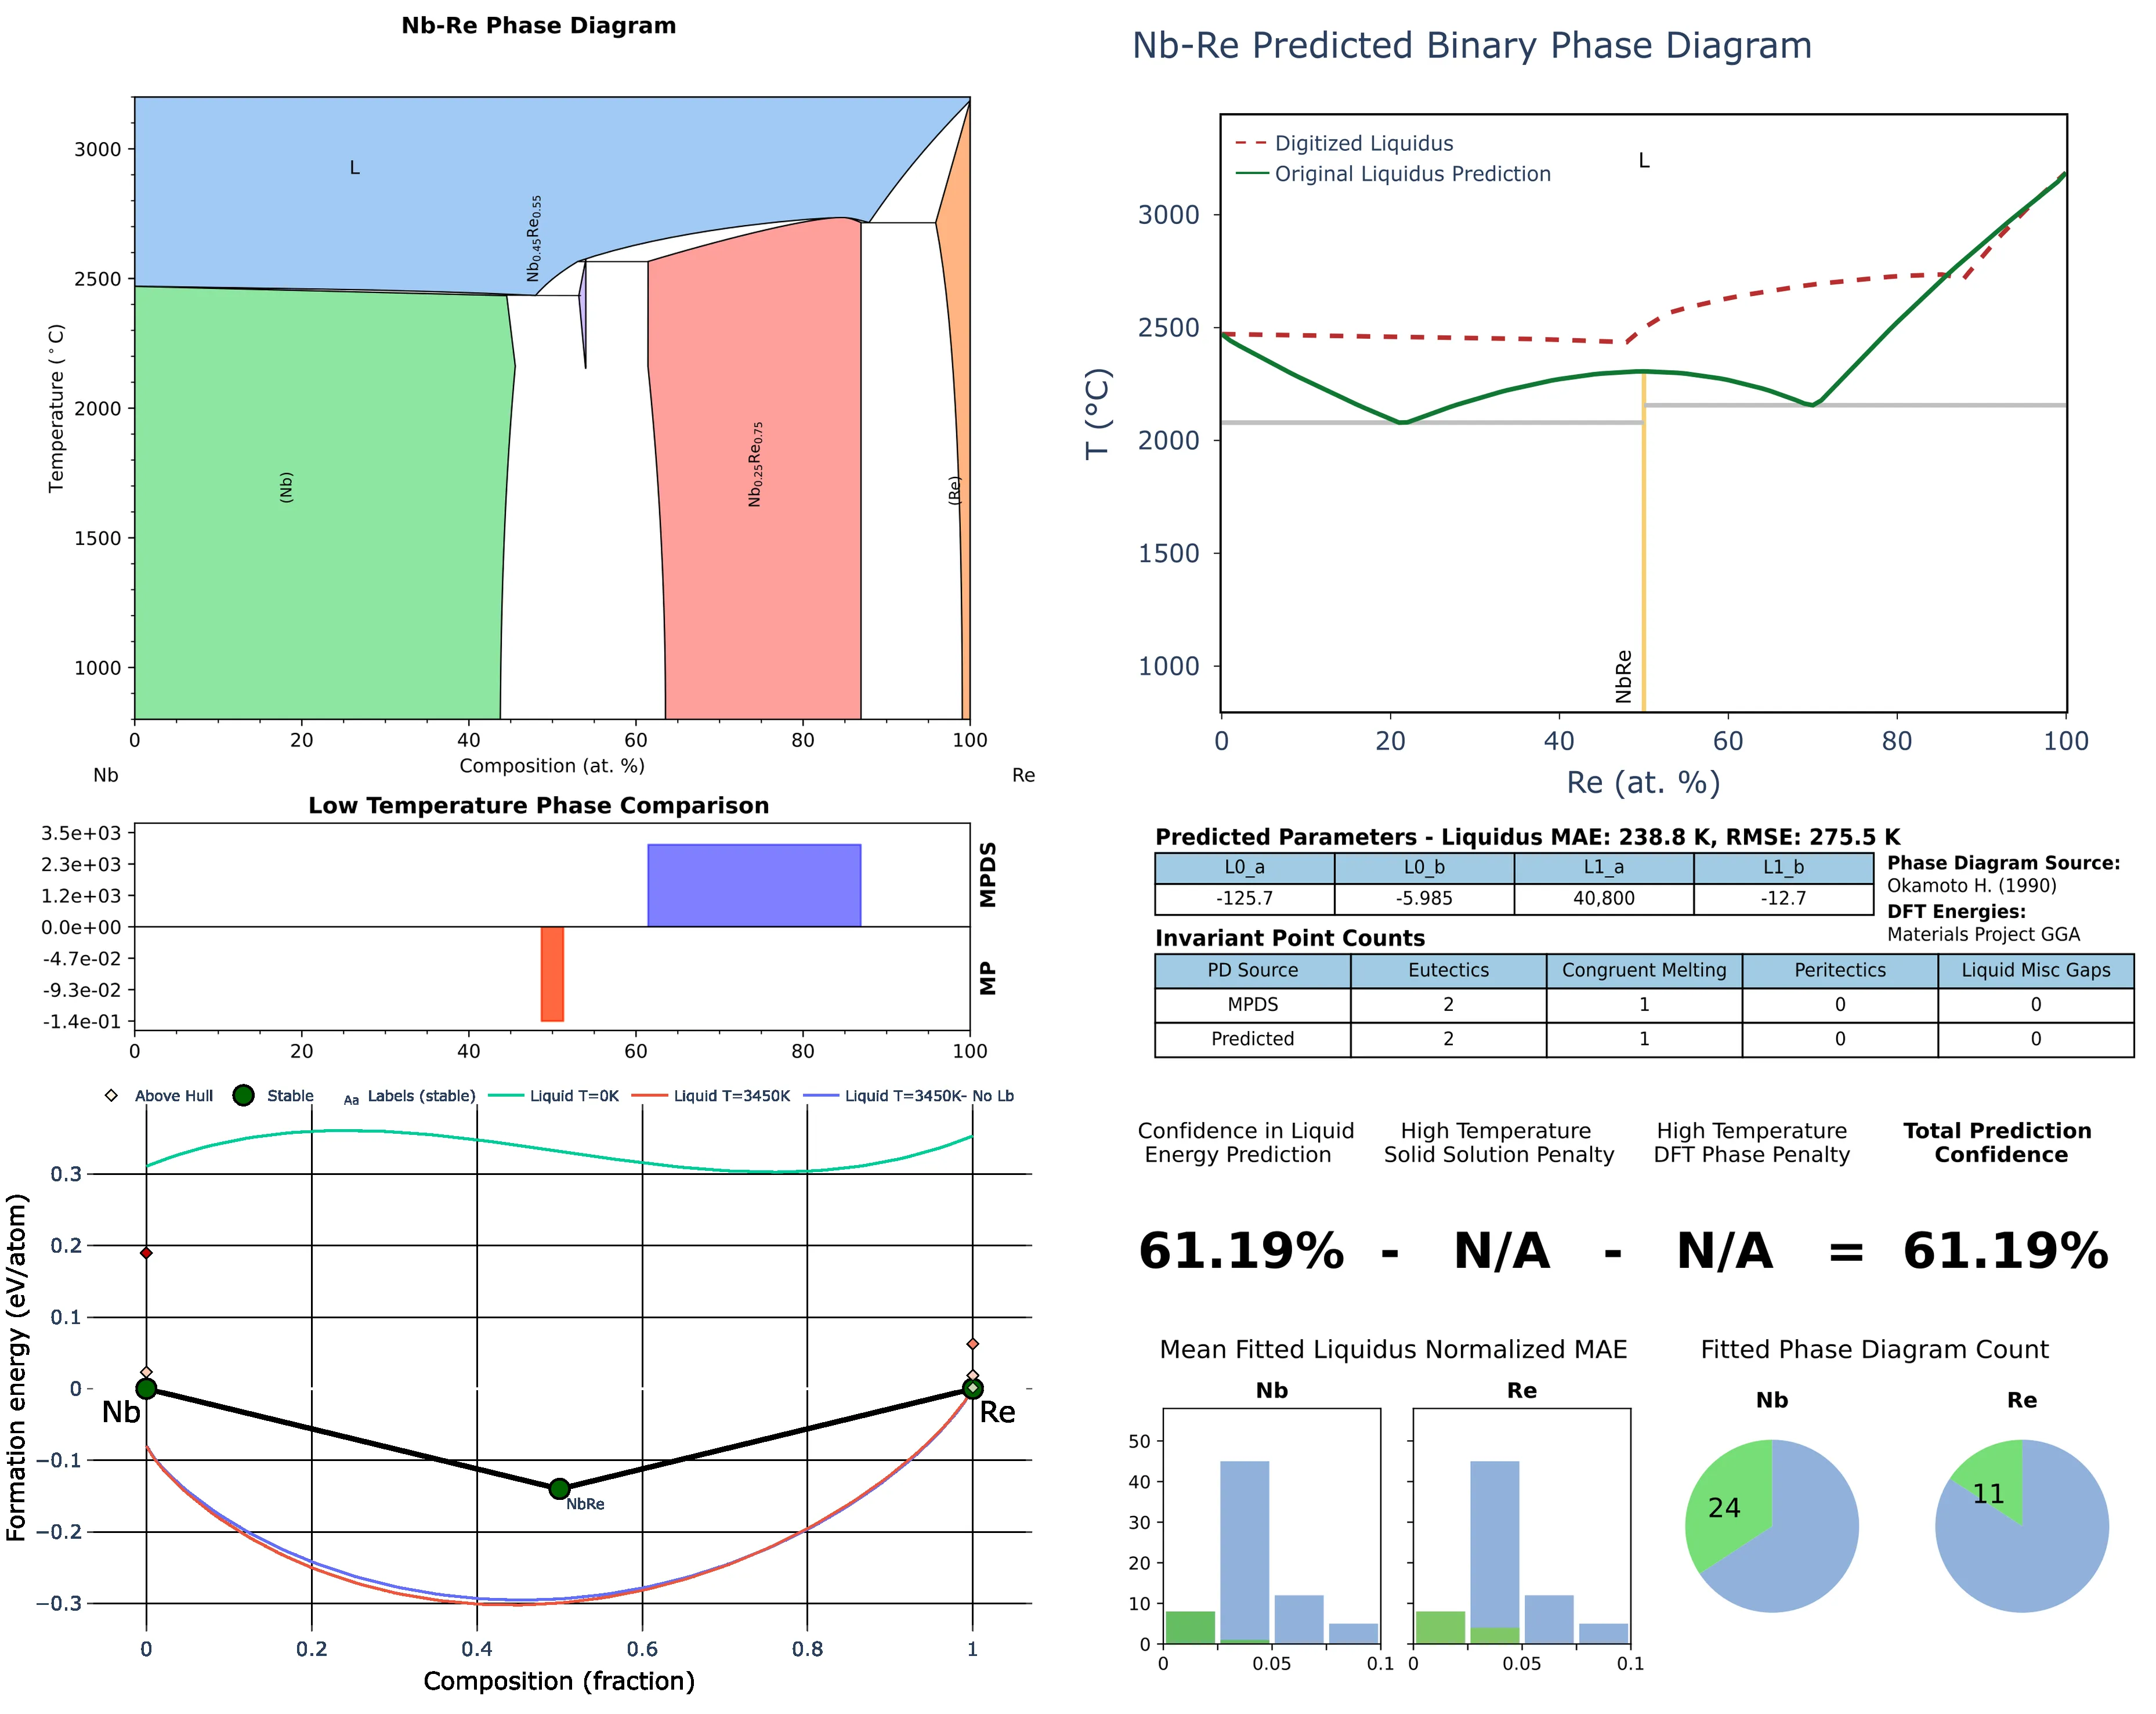 Nb-Re Phase Diagram
3000
2500
2000
1500
1000
Temperature (°C)
L
Nb0.45Re0.55
(Nb)
Nb0.25Re0.75
(Re)
0 20 40 60 80 100
Composition (at. %)
Nb Re
Low Temperature Phase Comparison
3.5e+03
2.3e+03
1.2e+03
0.0e+00
-4.7e-02
-9.3e-02
-1.4e-01
MPDS
MP
0 20 40 60 80 100
Above Hull Stable Aa Labels (stable) Liquid T=0K Liquid T=3450K Liquid T=3450K- No Lb
0.3
0.2
0.1
0
−0.1
−0.2
−0.3
Formation energy (eV/atom)
Nb
Re
NbRe
0 0.2 0.4 0.6 0.8 1
Composition (fraction)
Nb-Re Predicted Binary Phase Diagram
Digitized Liquidus
Original Liquidus Prediction
L
3000
2500
2000
1500
1000
T (°C)
NbRe
0 20 40 60 80 100
Re (at. %)
Predicted Parameters - Liquidus MAE: 238.8 K, RMSE: 275.5 K
L0_a L0_b L1_a L1_b
-125.7 -5.985 40,800 -12.7
Phase Diagram Source:
Okamoto H. (1990)
DFT Energies:
Materials Project GGA
Invariant Point Counts
PD Source Eutectics Congruent Melting Peritectics Liquid Misc Gaps
MPDS 2 1 0 0
Predicted 2 1 0 0
Confidence in Liquid
Energy Prediction
High Temperature
Solid Solution Penalty
High Temperature
DFT Phase Penalty
Total Prediction
Confidence
61.19% - N/A - N/A = 61.19%
Mean Fitted Liquidus Normalized MAE
Nb Re
50
40
30
20
10
0
0 0.05 0.1
0 0.05 0.1
Fitted Phase Diagram Count
Nb Re
24
11